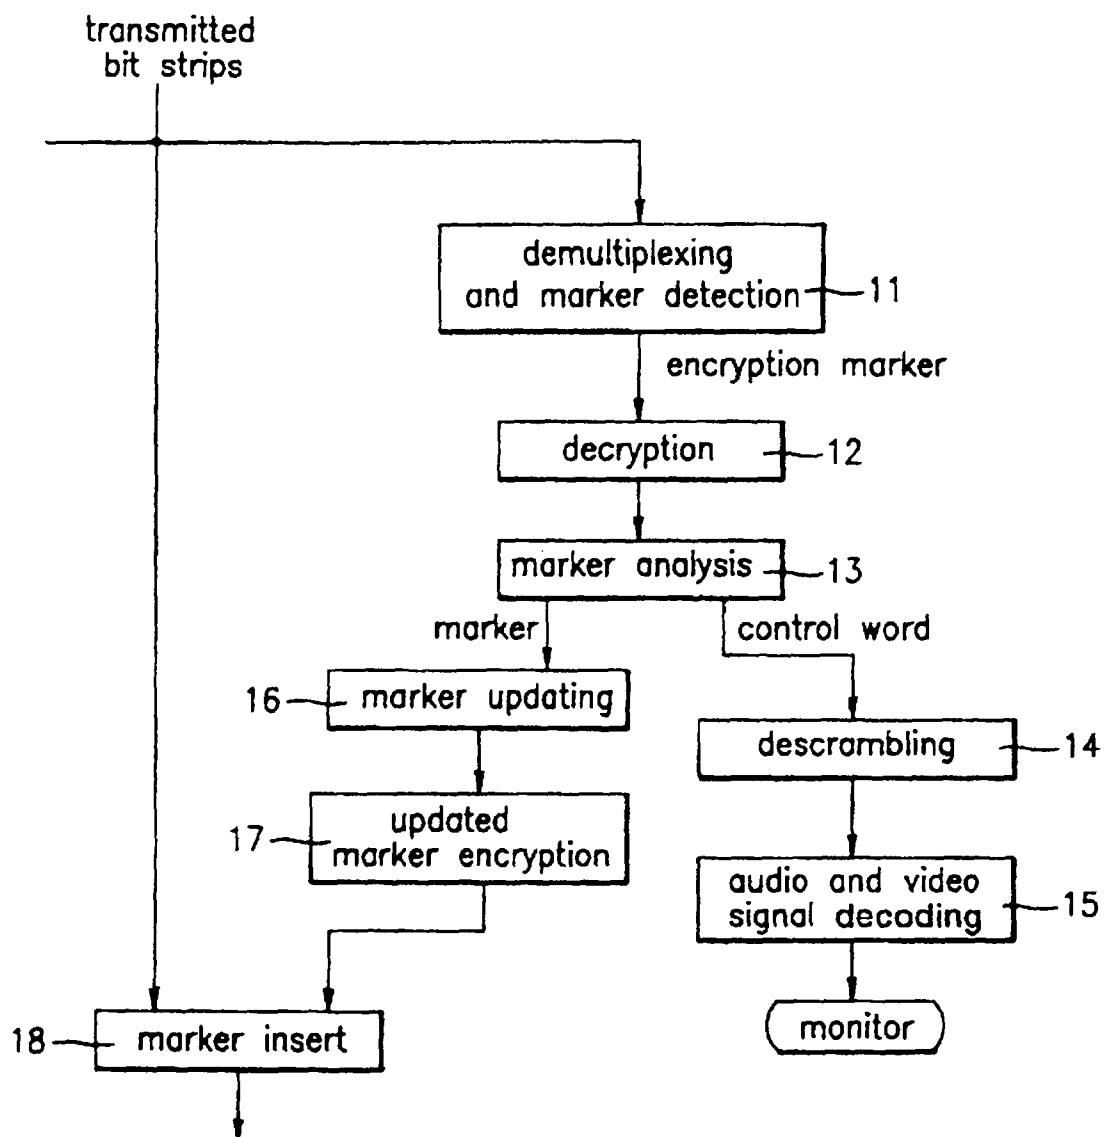 transmitted
bit strips
demultiplexing
and marker detection
11
encryption marker
decryption
12
marker analysis
13
marker
control word
16
marker updating
descrambling
14
17
updated
marker encryption
audio and video
signal decoding
15
18
marker insert
monitor